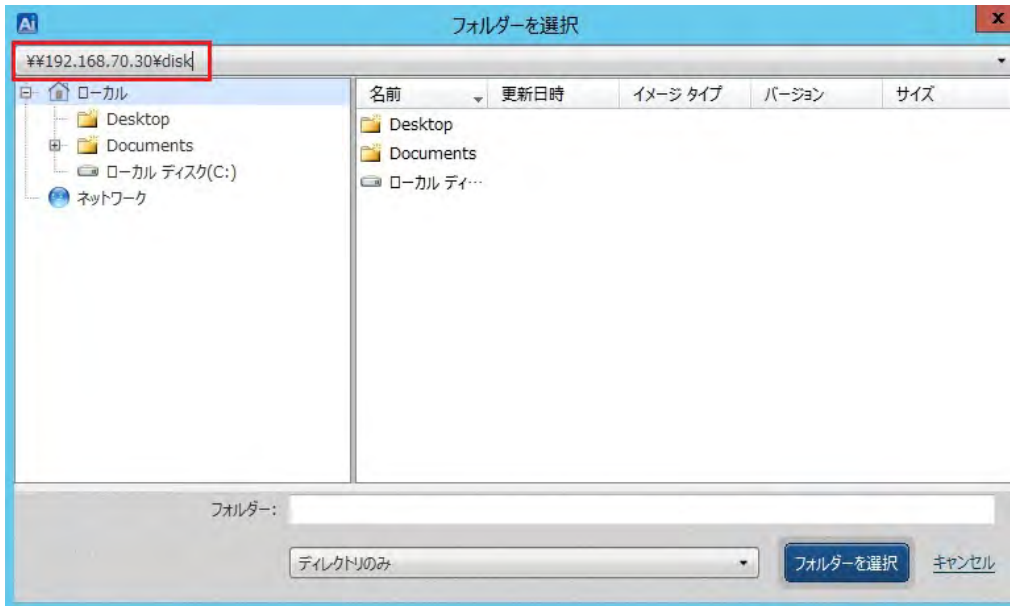 Ai フォルダーを選択 x
¥¥192.168.70.30¥disk
ローカル
Desktop
Documents
ローカル ディスク(C:)
ネットワーク
名前 更新日時 イメージ タイプ バージョン サイズ
Desktop
Documents
ローカル ディ…
フォルダー:
ディレクトリのみ フォルダーを選択 キャンセル